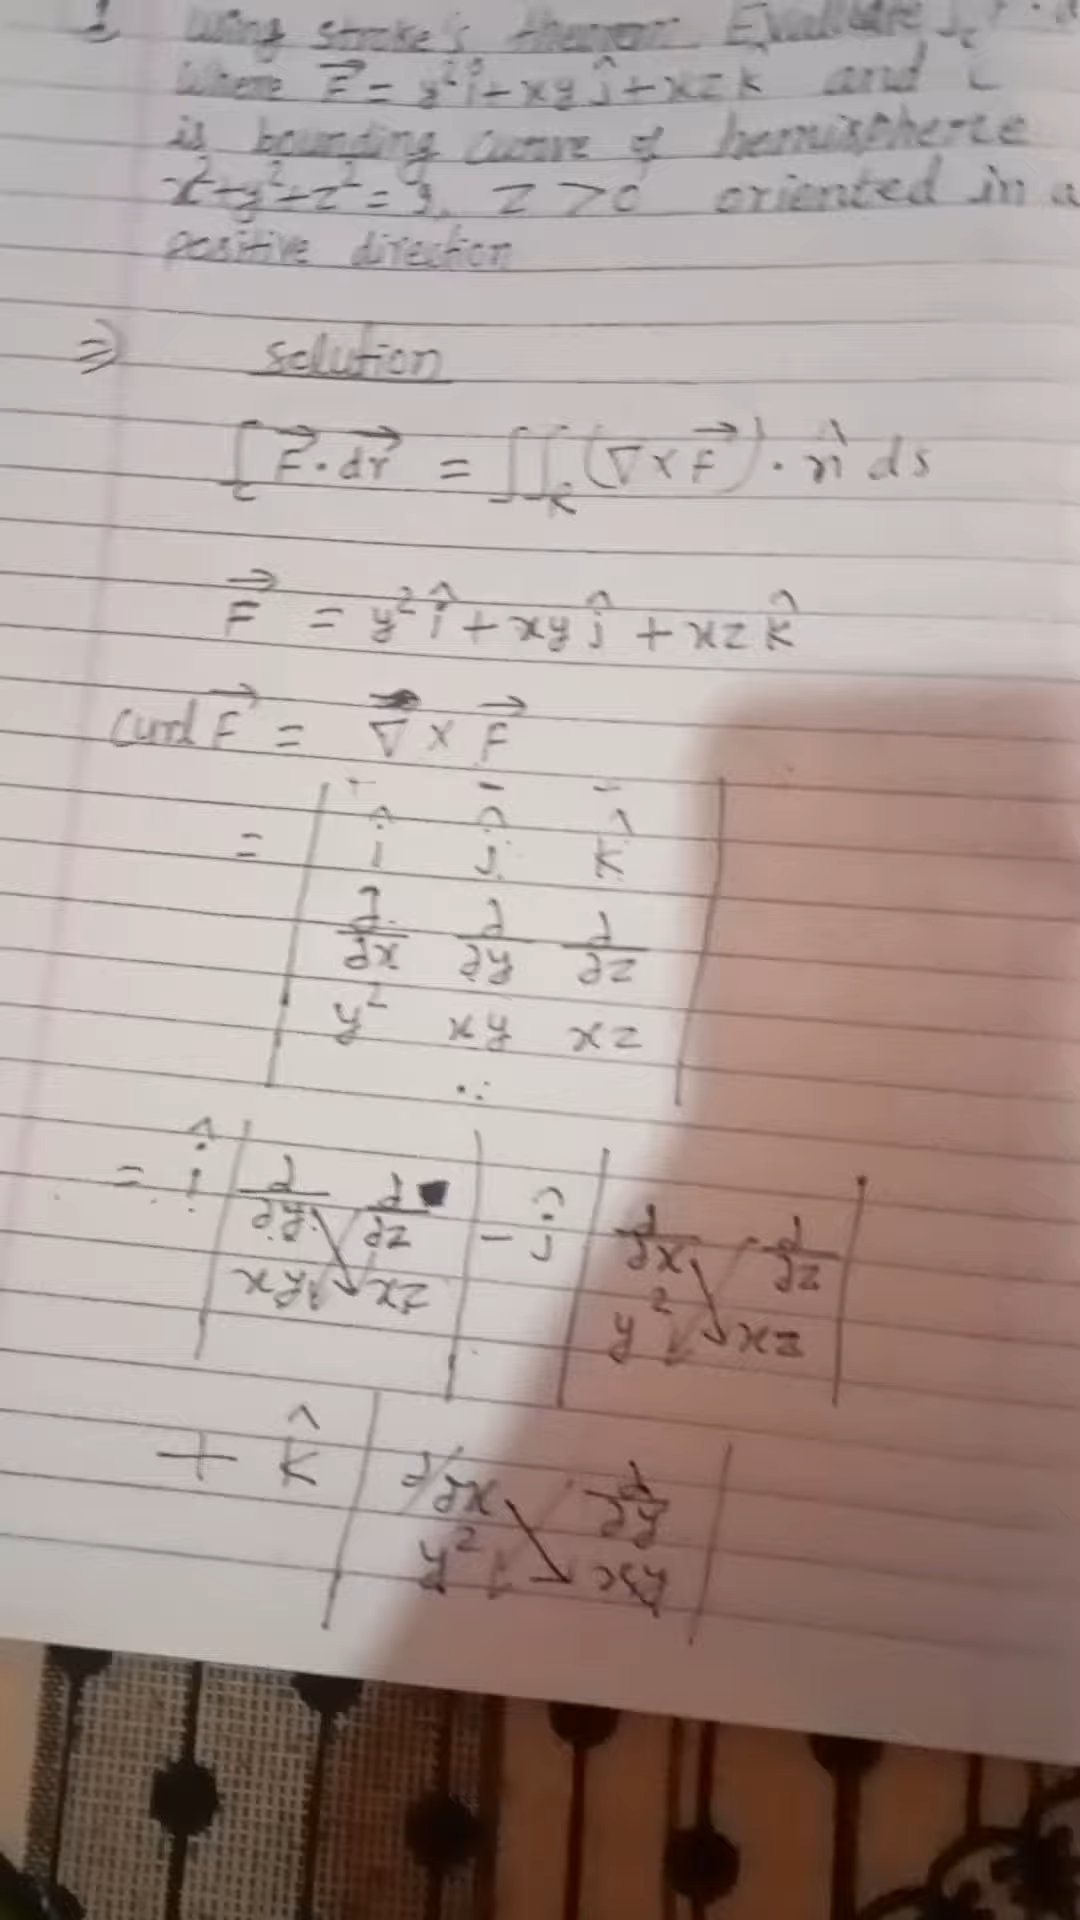 1 Using stroke's theorem. Evaluate ∫c F · d
Where F⃗ = y²î + xyĵ + xzk̂ and C
is bounding curve of hemisphere
x²+y²+z² = 9, z > 0 oriented in a
positive direction
⇒ solution
∫c F⃗ · dr⃗ = ∫∫R (∇ × F⃗) · n̂ ds
F⃗ = y²î + xyĵ + xzk̂
curl F⃗ = ∇ × F⃗
= | î ĵ k̂ |
| ∂/∂x ∂/∂y ∂/∂z |
| y² xy xz |
= î | ∂/∂y ∂/∂z | - ĵ | ∂/∂x ∂/∂z |
| xy xz | | y² xz |
+ k̂ | ∂/∂x ∂/∂y |
| y² xy |